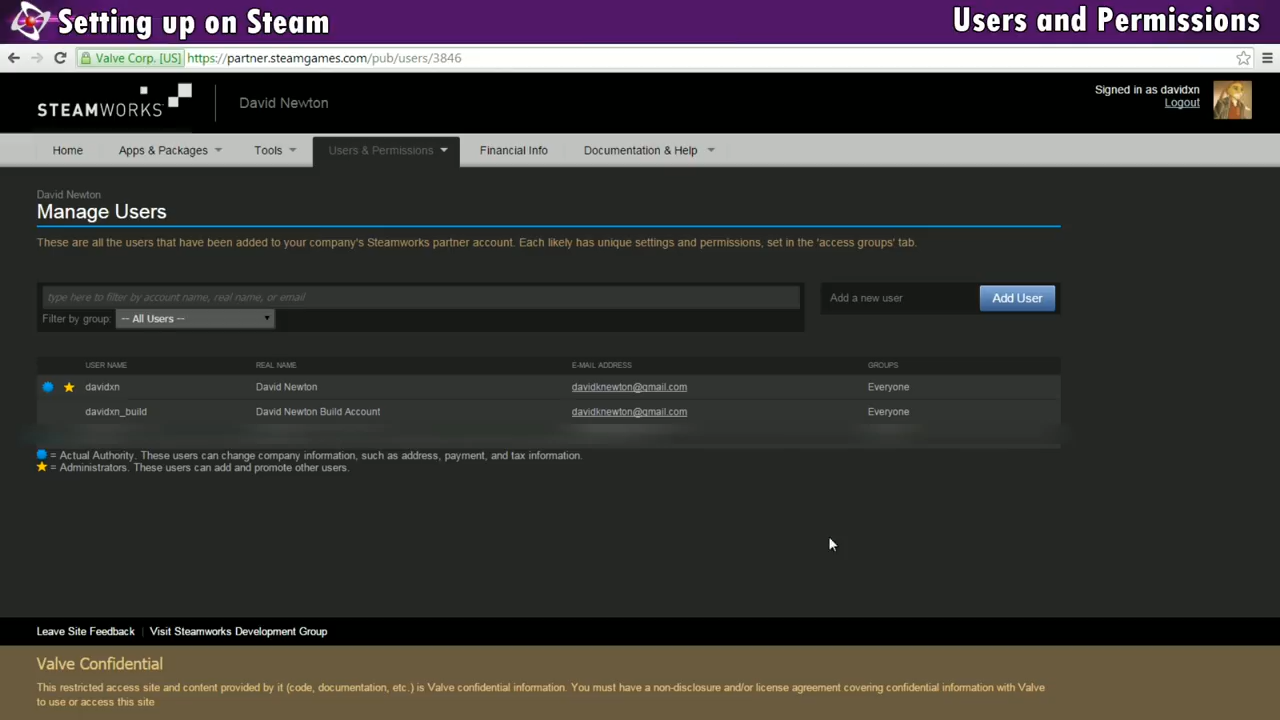 Setting up on Steam
Users and Permissions
Valve Corp. [US] https://partner.steamgames.com/pub/users/3846
STEAMWORKS
David Newton
Signed in as davidxn
Logout
Home Apps & Packages Tools Users & Permissions Financial Info Documentation & Help
David Newton
Manage Users
These are all the users that have been added to your company's Steamworks partner account. Each likely has unique settings and permissions, set in the 'access groups' tab.
type here to filter by account name, real name, or email
Add a new user Add User
Filter by group: -- All Users --
USER NAME REAL NAME E-MAIL ADDRESS GROUPS
davidxn David Newton davidknewton@gmail.com Everyone
davidxn_build David Newton Build Account davidknewton@gmail.com Everyone
= Actual Authority. These users can change company information, such as address, payment, and tax information.
= Administrators. These users can add and promote other users.
Leave Site Feedback | Visit Steamworks Development Group
Valve Confidential
This restricted access site and content provided by it (code, documentation, etc.) is Valve confidential information. You must have a non-disclosure and/or license agreement covering confidential information with Valve
to use or access this site